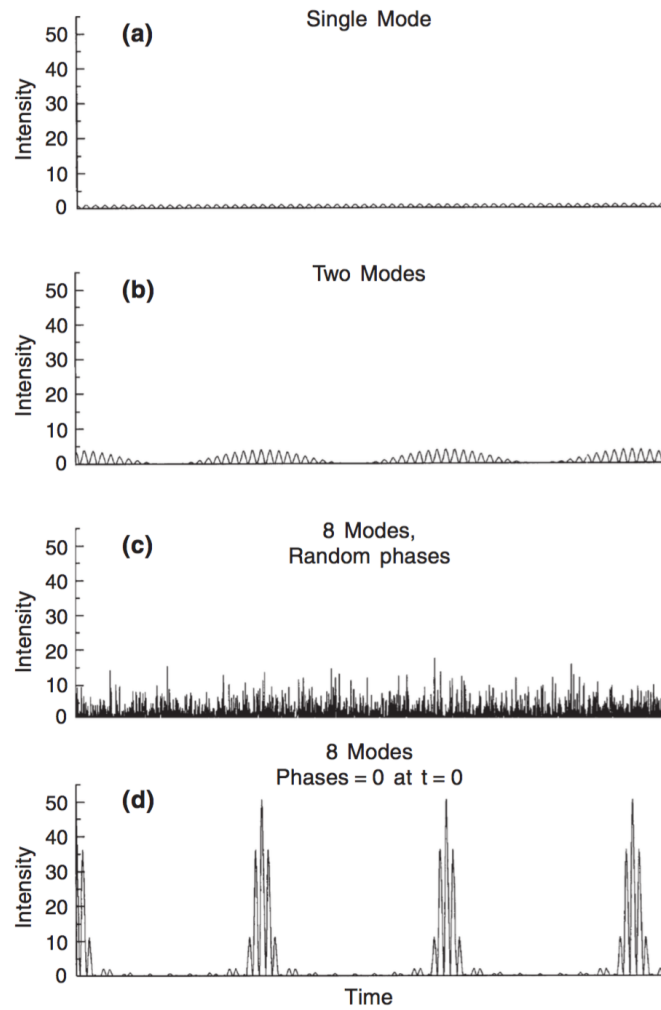 (a)
Single Mode
Intensity
50
40
30
20
10
0
(b)
Two Modes
Intensity
50
40
30
20
10
0
(c)
8 Modes,
Random phases
Intensity
50
40
30
20
10
0
8 Modes
Phases = 0 at t = 0
(d)
Intensity
50
40
30
20
10
0
Time